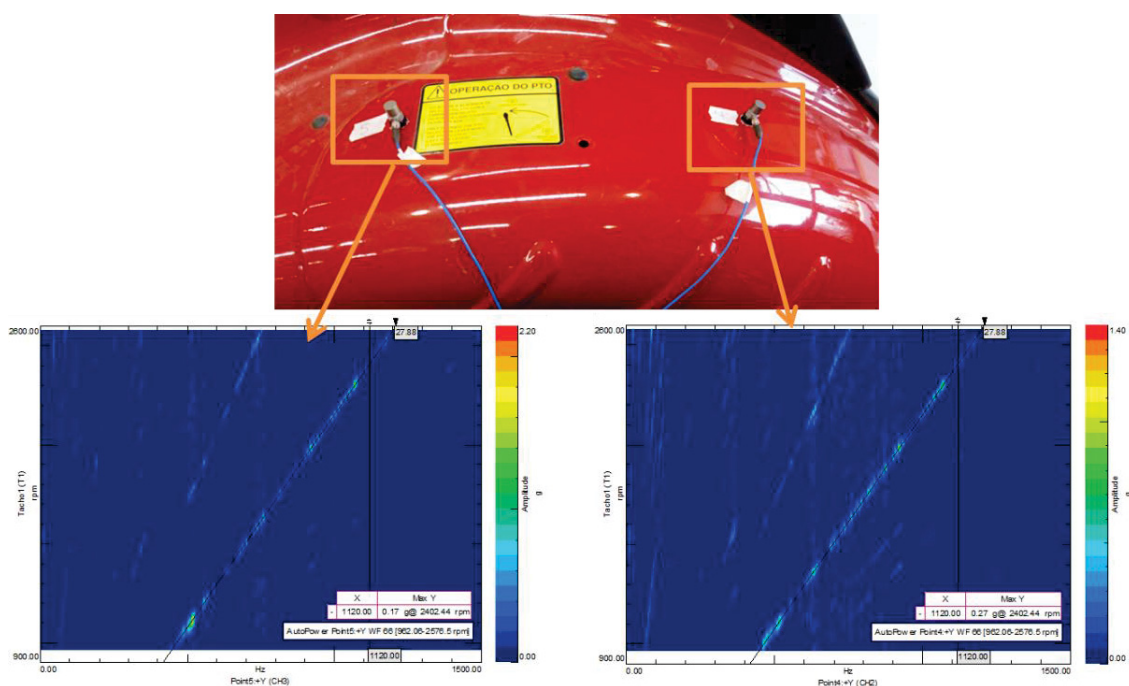 OPERAÇÃO DO PTO
2600.00
27.88
2.20
Tacho1 (T1)
rpm
Amplitude
g
X
Max Y
1120.00
0.17 g@ 2402.44 rpm
AutoPower Point5:+Y WF 66 [962.06-2576.5 rpm]
900.00
0.00
0.00
Hz
1120.00
1500.00
Point5:+Y (CH3)
2600.00
27.88
1.40
Tacho1 (T1)
rpm
Amplitude
g
X
Max Y
1120.00
0.27 g@ 2402.44 rpm
AutoPower Point4:+Y WF 66 [962.06-2576.5 rpm]
900.00
0.00
0.00
Hz
1120.00
1500.00
Point4:+Y (CH2)